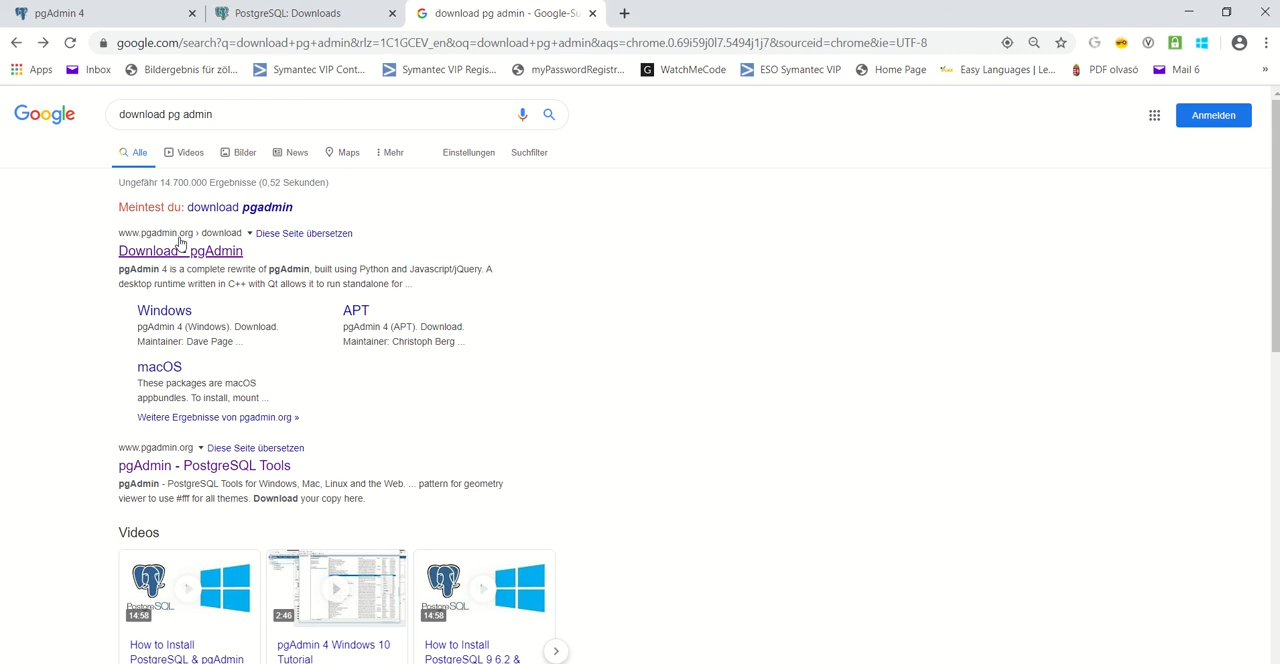 pgAdmin 4
PostgreSQL: Downloads
download pg admin - Google-Su
google.com/search?q=download+pg+admin&rlz=1C1GCEV_en&oq=download+pg+admin&aqs=chrome.0.69i59j0l7.5494j1j7&sourceid=chrome&ie=UTF-8
Apps
Inbox
Bildergebnis für zöl...
Symantec VIP Cont...
Symantec VIP Regis...
myPasswordRegistr...
WatchMeCode
ESO Symantec VIP
Home Page
Easy Languages | Le...
PDF olvasó
Mail 6
»
Google
download pg admin
Anmelden
Alle
Videos
Bilder
News
Maps
Mehr
Einstellungen
Suchfilter
Ungefähr 14.700.000 Ergebnisse (0,52 Sekunden)
Meintest du: download pgadmin
www.pgadmin.org › download ▾ Diese Seite übersetzen
Download - pgAdmin
pgAdmin 4 is a complete rewrite of pgAdmin, built using Python and Javascript/jQuery. A
desktop runtime written in C++ with Qt allows it to run standalone for ...
Windows
pgAdmin 4 (Windows). Download.
Maintainer: Dave Page ...
APT
pgAdmin 4 (APT). Download.
Maintainer: Christoph Berg ...
macOS
These packages are macOS
appbundles. To install, mount ...
Weitere Ergebnisse von pgadmin.org »
www.pgadmin.org ▾ Diese Seite übersetzen
pgAdmin - PostgreSQL Tools
pgAdmin - PostgreSQL Tools for Windows, Mac, Linux and the Web. ... pattern for geometry
viewer to use #fff for all themes. Download your copy here.
Videos
PostgreSQL
14:58
2:46
PostgreSQL
14:58
How to Install
PostgreSQL & pgAdmin
pgAdmin 4 Windows 10
Tutorial
How to Install
PostgreSQL 9.6.2 &